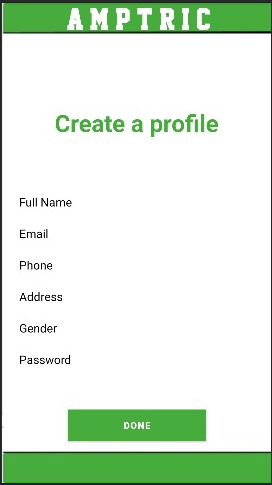 AMPTRIC
Create a profile
Full Name
Email
Phone
Address
Gender
Password
DONE